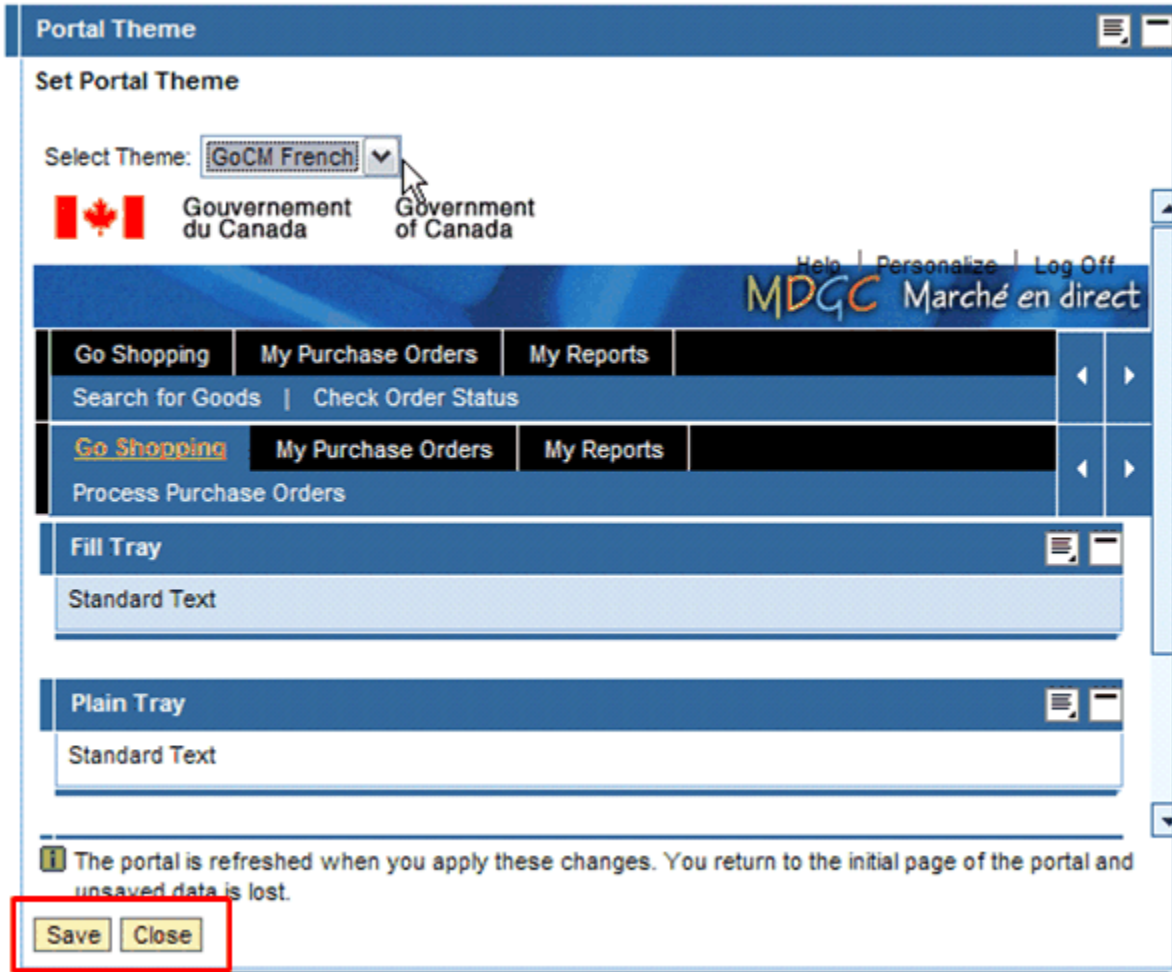 Portal Theme
Set Portal Theme
Select Theme: GoCM French
Gouvernement Government
du Canada of Canada
Help | Personalize | Log Off
MDGC Marché en direct
Go Shopping My Purchase Orders My Reports
Search for Goods | Check Order Status
Go Shopping My Purchase Orders My Reports
Process Purchase Orders
Fill Tray
Standard Text
Plain Tray
Standard Text
The portal is refreshed when you apply these changes. You return to the initial page of the portal and
unsaved data is lost.
Save Close